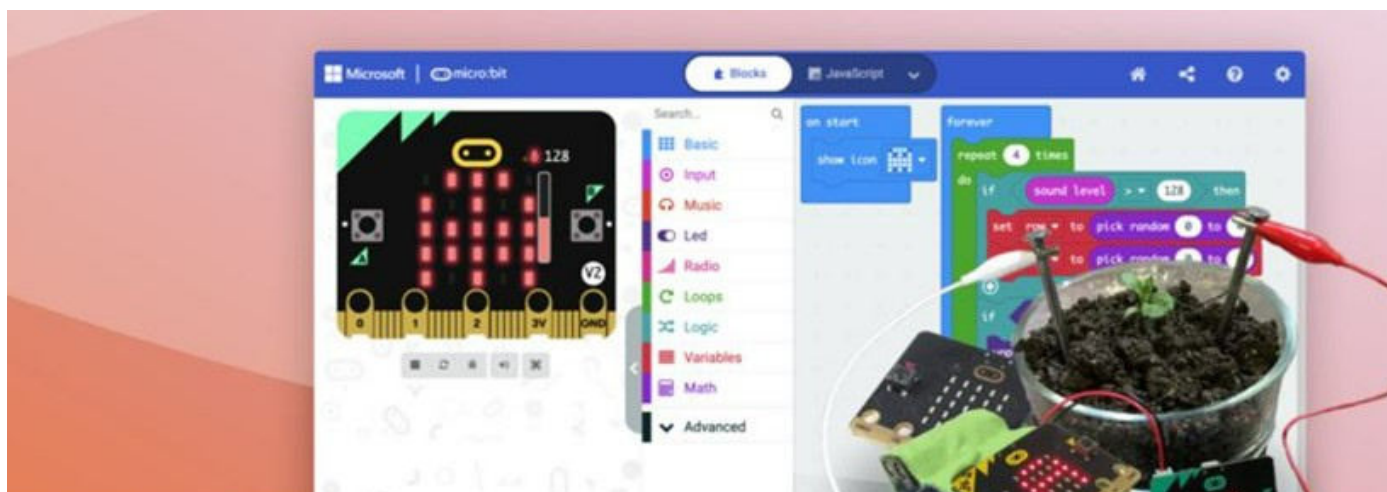 Microsoft | micro:bit
Blocks
JavaScript
128
A
B
V2
0 1 2 3V GND
Search...
Basic
Input
Music
Led
Radio
Loops
Logic
Variables
Math
Advanced
on start
show icon
forever
repeat 4 times
do
if sound level > 128 then
set row to pick random 0 to
to pick random 0 to
if